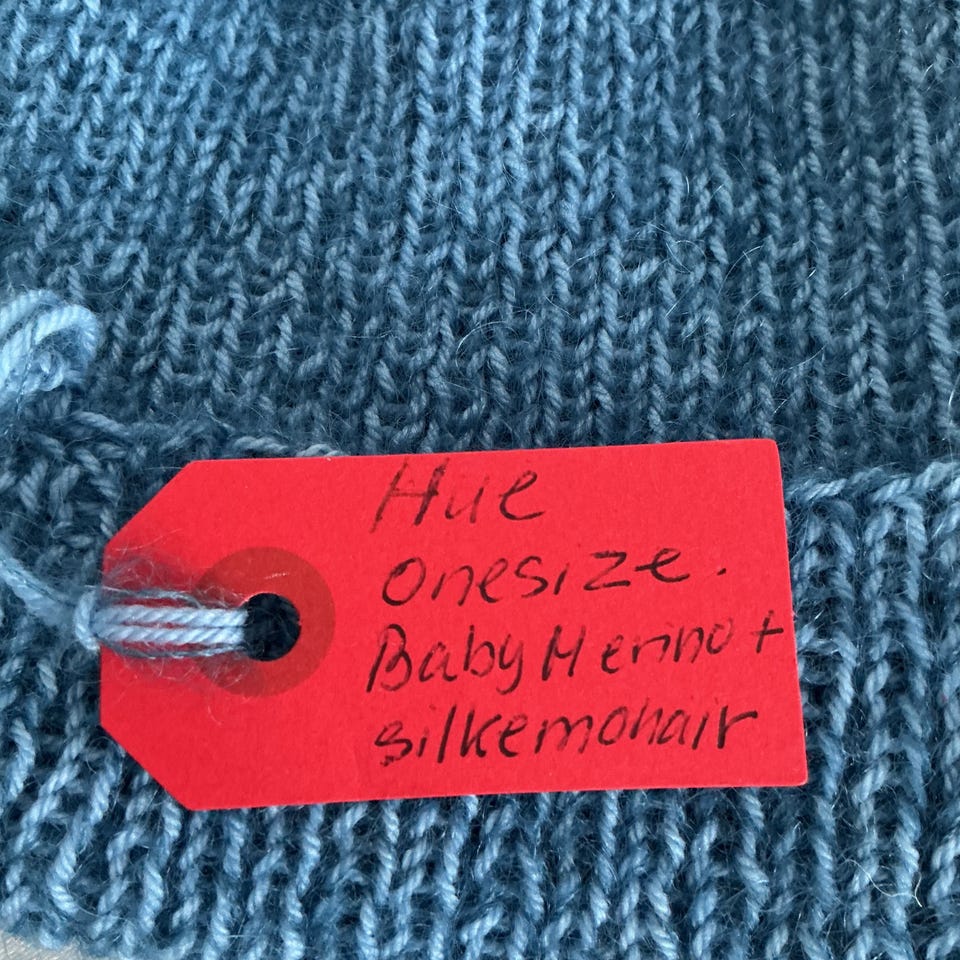 Hue
onesize.
Baby Merino +
silkemohair